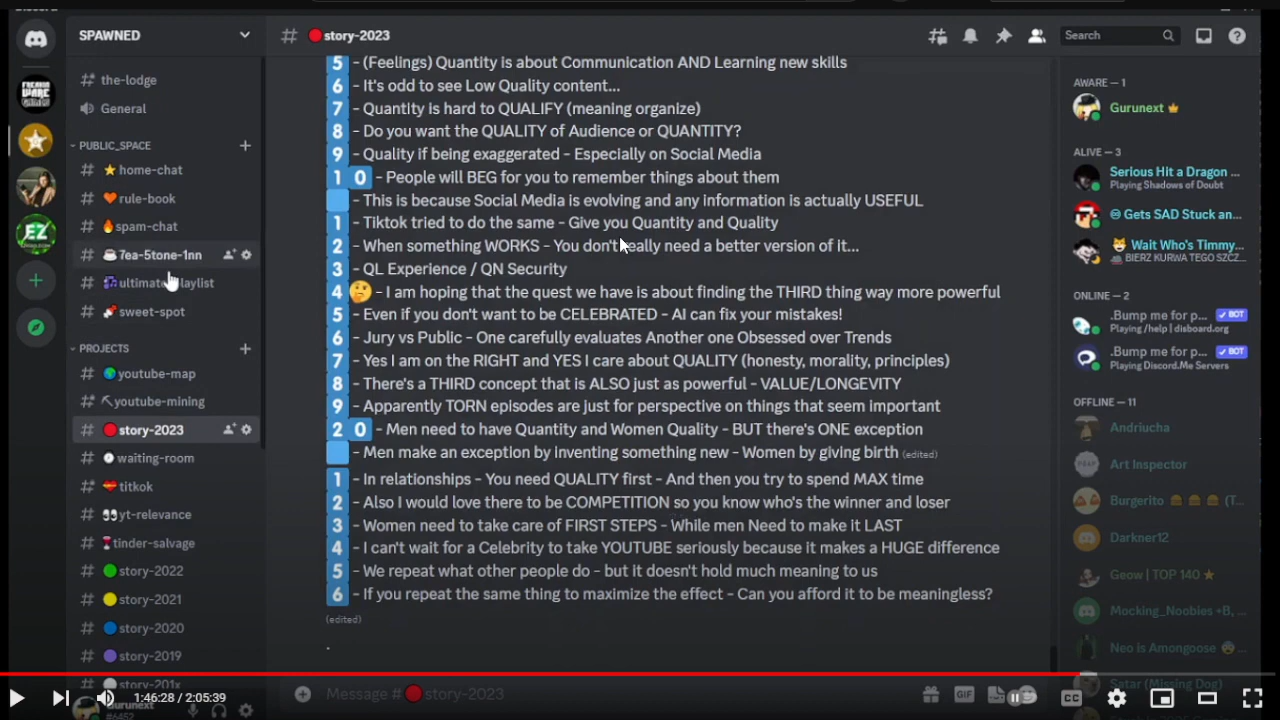 SPAWNED
the-lodge
General
PUBLIC_SPACE
home-chat
rule-book
spam-chat
7ea-5tone-1nn
ultimate laylist
sweet-spot
PROJECTS
youtube-map
youtube-mining
story-2023
waiting-room
titkok
yt-relevance
tinder-salvage
story-2022
story-2021
story-2020
story-2019
story-201x
Gurunext
#6452
FREAKIN WARE GAMING
EZ
# story-2023
Search
5 - (Feelings) Quantity is about Communication AND Learning new skills
6 - It's odd to see Low Quality content...
7 - Quantity is hard to QUALIFY (meaning organize)
8 - Do you want the QUALITY of Audience or QUANTITY?
9 - Quality if being exaggerated - Especially on Social Media
1 0 - People will BEG for you to remember things about them
- This is because Social Media is evolving and any information is actually USEFUL
1 - Tiktok tried to do the same - Give you Quantity and Quality
2 - When something WORKS - You don't really need a better version of it...
3 - QL Experience / QN Security
4 🤔 - I am hoping that the quest we have is about finding the THIRD thing way more powerful
5 - Even if you don't want to be CELEBRATED - AI can fix your mistakes!
6 - Jury vs Public - One carefully evaluates Another one Obsessed over Trends
7 - Yes I am on the RIGHT and YES I care about QUALITY (honesty, morality, principles)
8 - There's a THIRD concept that is ALSO just as powerful - VALUE/LONGEVITY
9 - Apparently TORN episodes are just for perspective on things that seem important
2 0 - Men need to have Quantity and Women Quality - BUT there's ONE exception
- Men make an exception by inventing something new - Women by giving birth (edited)
1 - In relationships - You need QUALITY first - And then you try to spend MAX time
2 - Also I would love there to be COMPETITION so you know who's the winner and loser
3 - Women need to take care of FIRST STEPS - While men Need to make it LAST
4 - I can't wait for a Celebrity to take YOUTUBE seriously because it makes a HUGE difference
5 - We repeat what other people do - but it doesn't hold much meaning to us
6 - If you repeat the same thing to maximize the effect - Can you afford it to be meaningless?
(edited)
.
Message # story-2023
GIF
AWARE – 1
Gurunext
ALIVE – 3
Serious Hit a Dragon ...
Playing Shadows of Doubt
Gets SAD Stuck an...
Wait Who's Timmy...
BIERZ KURWA TEGO SZCZ...
ONLINE – 2
.Bump me for p... BOT
Playing /help | disboard.org
.Bump me for p... BOT
Playing Discord.Me Servers
OFFLINE – 11
Andriucha
Art Inspector
Burgerito (T...
Darkner12
Geow | TOP 140
Mocking_Noobies +B, ...
Neo is Amongoose ...
Satar (Missing Dog)
1:46:28 / 2:05:39
CC